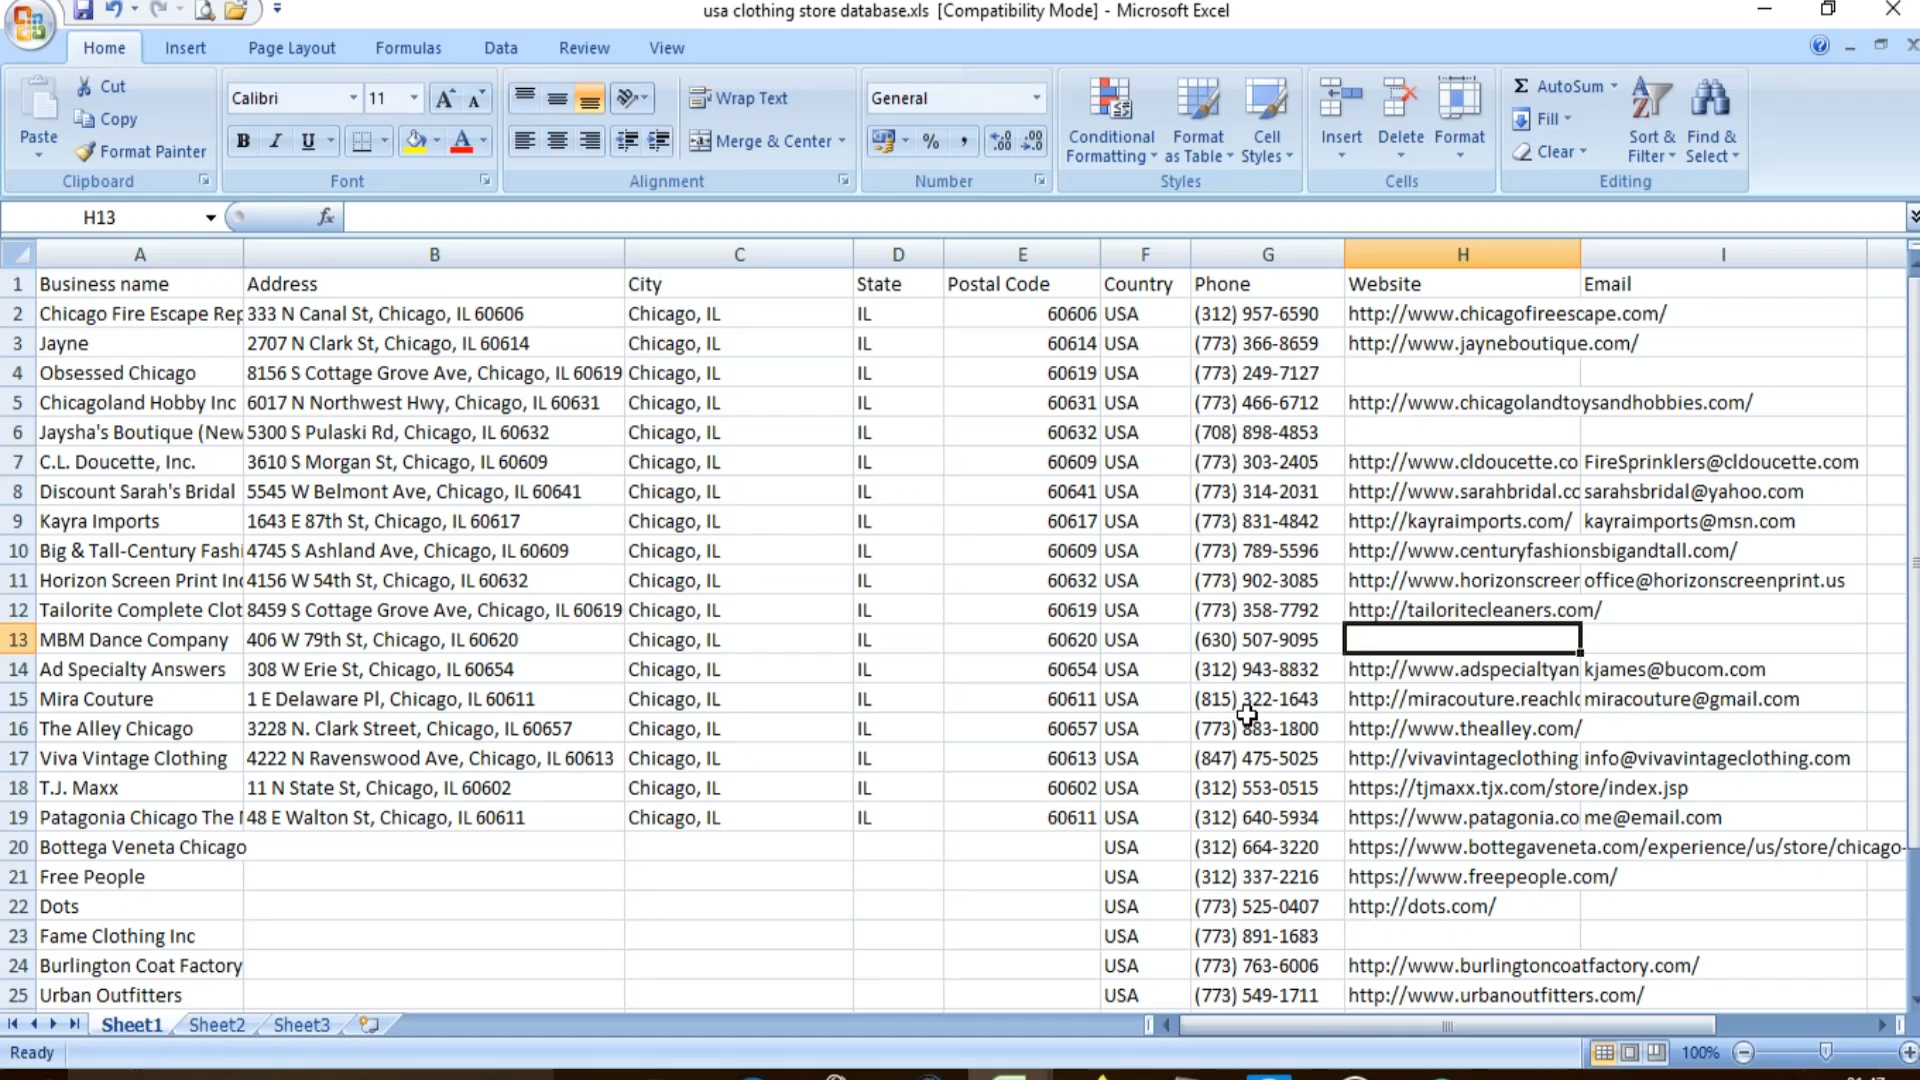 usa clothing store database.xls [Compatibility Mode] - Microsoft Excel
Home Insert Page Layout Formulas Data Review View
Paste
Cut
Copy
Format Painter
Clipboard
Calibri 11
B I U
Font
Wrap Text
Merge & Center
Alignment
General
% ,
Number
Conditional Formatting
Format as Table
Cell Styles
Styles
Insert Delete Format
Cells
Σ AutoSum
Fill
Clear
Sort & Filter
Find & Select
Editing
H13 fx
A B C D E F G H I
1 Business name Address City State Postal Code Country Phone Website Email
2 Chicago Fire Escape Rep 333 N Canal St, Chicago, IL 60606 Chicago, IL IL 60606 USA (312) 957-6590 http://www.chicagofireescape.com/
3 Jayne 2707 N Clark St, Chicago, IL 60614 Chicago, IL IL 60614 USA (773) 366-8659 http://www.jayneboutique.com/
4 Obsessed Chicago 8156 S Cottage Grove Ave, Chicago, IL 60619 Chicago, IL IL 60619 USA (773) 249-7127
5 Chicagoland Hobby Inc 6017 N Northwest Hwy, Chicago, IL 60631 Chicago, IL IL 60631 USA (773) 466-6712 http://www.chicagolandtoysandhobbies.com/
6 Jaysha's Boutique (New 5300 S Pulaski Rd, Chicago, IL 60632 Chicago, IL IL 60632 USA (708) 898-4853
7 C.L. Doucette, Inc. 3610 S Morgan St, Chicago, IL 60609 Chicago, IL IL 60609 USA (773) 303-2405 http://www.cldoucette.co FireSprinklers@cldoucette.com
8 Discount Sarah's Bridal 5545 W Belmont Ave, Chicago, IL 60641 Chicago, IL IL 60641 USA (773) 314-2031 http://www.sarahbridal.cc sarahsbridal@yahoo.com
9 Kayra Imports 1643 E 87th St, Chicago, IL 60617 Chicago, IL IL 60617 USA (773) 831-4842 http://kayraimports.com/ kayraimports@msn.com
10 Big & Tall-Century Fashi 4745 S Ashland Ave, Chicago, IL 60609 Chicago, IL IL 60609 USA (773) 789-5596 http://www.centuryfashionsbigandtall.com/
11 Horizon Screen Print Inc 4156 W 54th St, Chicago, IL 60632 Chicago, IL IL 60632 USA (773) 902-3085 http://www.horizonscreer office@horizonscreenprint.us
12 Tailorite Complete Clot 8459 S Cottage Grove Ave, Chicago, IL 60619 Chicago, IL IL 60619 USA (773) 358-7792 http://tailoritecleaners.com/
13 MBM Dance Company 406 W 79th St, Chicago, IL 60620 Chicago, IL IL 60620 USA (630) 507-9095
14 Ad Specialty Answers 308 W Erie St, Chicago, IL 60654 Chicago, IL IL 60654 USA (312) 943-8832 http://www.adspecialtyan kjames@bucom.com
15 Mira Couture 1 E Delaware Pl, Chicago, IL 60611 Chicago, IL IL 60611 USA (815) 322-1643 http://miracouture.reachlc miracouture@gmail.com
16 The Alley Chicago 3228 N. Clark Street, Chicago, IL 60657 Chicago, IL IL 60657 USA (773) 883-1800 http://www.thealley.com/
17 Viva Vintage Clothing 4222 N Ravenswood Ave, Chicago, IL 60613 Chicago, IL IL 60613 USA (847) 475-5025 http://vivavintageclothing info@vivavintageclothing.com
18 T.J. Maxx 11 N State St, Chicago, IL 60602 Chicago, IL IL 60602 USA (312) 553-0515 https://tjmaxx.tjx.com/store/index.jsp
19 Patagonia Chicago The 48 E Walton St, Chicago, IL 60611 Chicago, IL IL 60611 USA (312) 640-5934 https://www.patagonia.co me@email.com
20 Bottega Veneta Chicago USA (312) 664-3220 https://www.bottegaveneta.com/experience/us/store/chicago-
21 Free People USA (312) 337-2216 https://www.freepeople.com/
22 Dots USA (773) 525-0407 http://dots.com/
23 Fame Clothing Inc USA (773) 891-1683
24 Burlington Coat Factory USA (773) 763-6006 http://www.burlingtoncoatfactory.com/
25 Urban Outfitters USA (773) 549-1711 http://www.urbanoutfitters.com/
Sheet1 Sheet2 Sheet3
Ready 100%